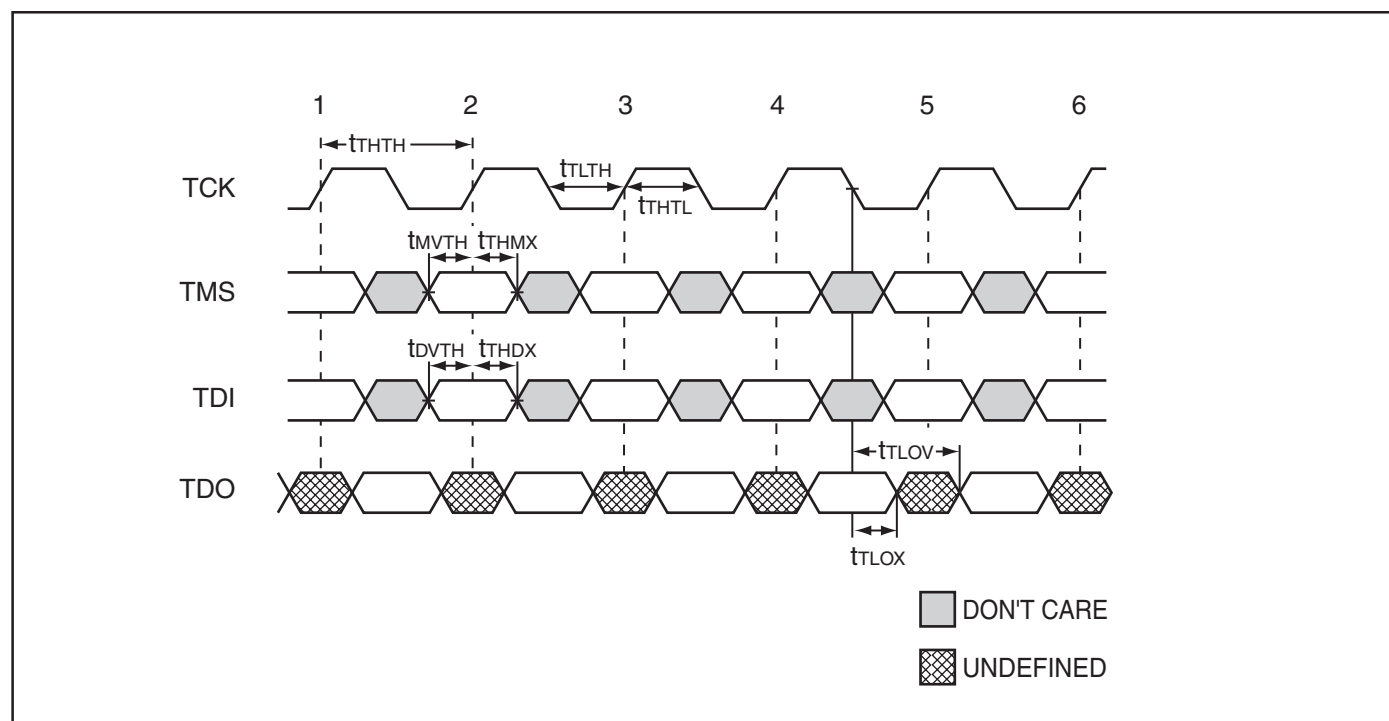 1 2 3 4 5 6
tTHTH
tTLTH
TCK
tTHTL
tMVTH tTHMX
TMS
tDVTH tTHDX
TDI
tTLOV
TDO
tTLOX
DON'T CARE
UNDEFINED